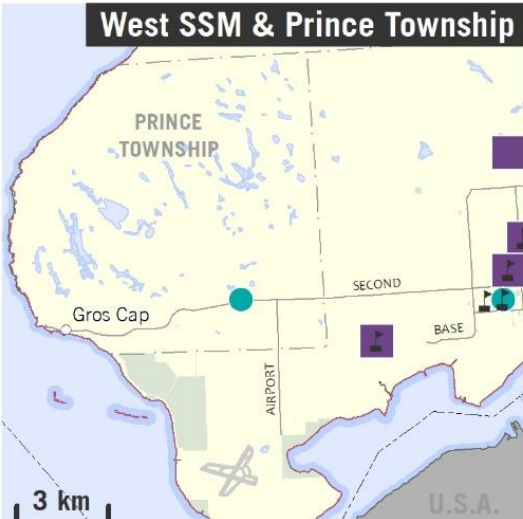 West SSM & Prince Township
PRINCE
TOWNSHIP
SECOND
Gros Cap
BASE
AIRPORT
3 km
U.S.A.